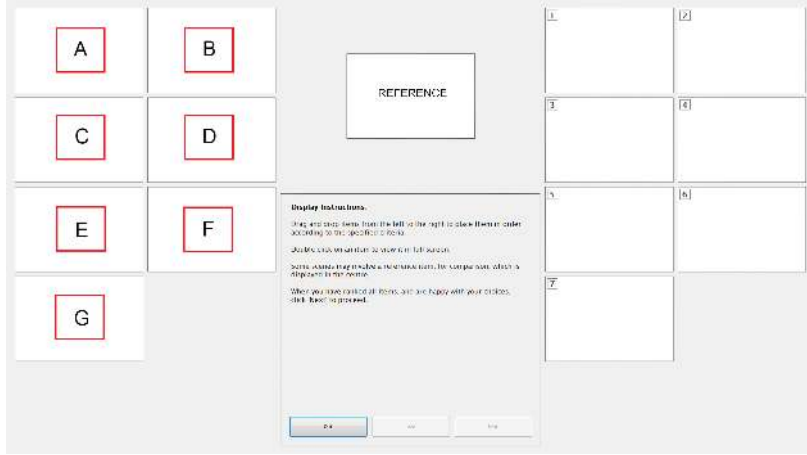 A
B
C
D
E
F
G
REFERENCE
Display Instructions.
Drag and drop items from the left to the right to place them in order
according to the specified criteria
Double click on an item to view it in full screen.
Some scenes may involve a reference item, for comparison, which is
displayed in the centre.
When you have ranked all items, and are happy with your choices,
click 'Next' to proceed.
1
2
3
4
5
6
7